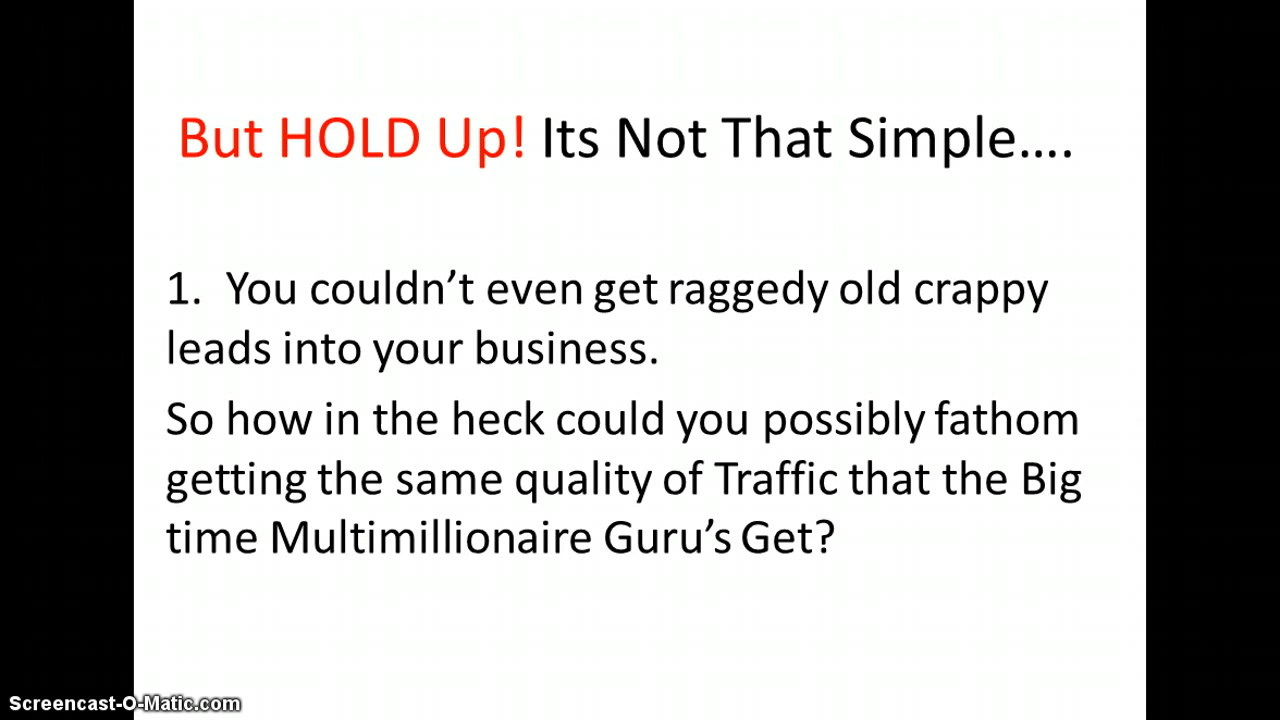 But HOLD Up! Its Not That Simple....
1. You couldn’t even get raggedy old crappy
leads into your business.
So how in the heck could you possibly fathom
getting the same quality of Traffic that the Big
time Multimillionaire Guru’s Get?
Screencast-O-Matic.com